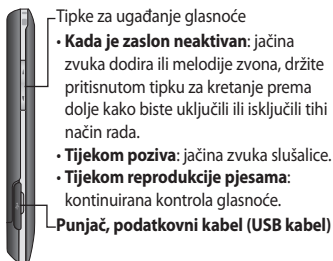 Tipke za ugađanje glasnoće
• Kada je zaslon neaktivan: jačina
zvuka dodira ili melodije zvona, držite
pritisnutom tipku za kretanje prema
dolje kako biste uključili ili isključili tihi
način rada.
• Tijekom poziva: jačina zvuka slušalice.
• Tijekom reprodukcije pjesama:
kontinuirana kontrola glasnoće.
Punjač, podatkovni kabel (USB kabel)